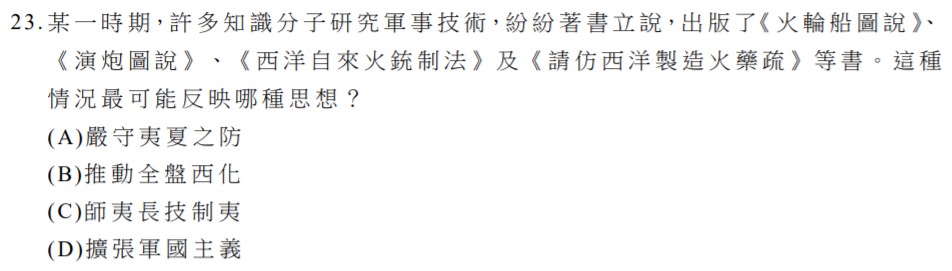 23.某一時期，許多知識分子研究軍事技術，紛紛著書立說，出版了《火輪船圖說》、
《演炮圖說》、《西洋自來火銃制法》及《請仿西洋製造火藥疏》等書。這種
情況最可能反映哪種思想？
(A)嚴守夷夏之防
(B)推動全盤西化
(C)師夷長技制夷
(D)擴張軍國主義